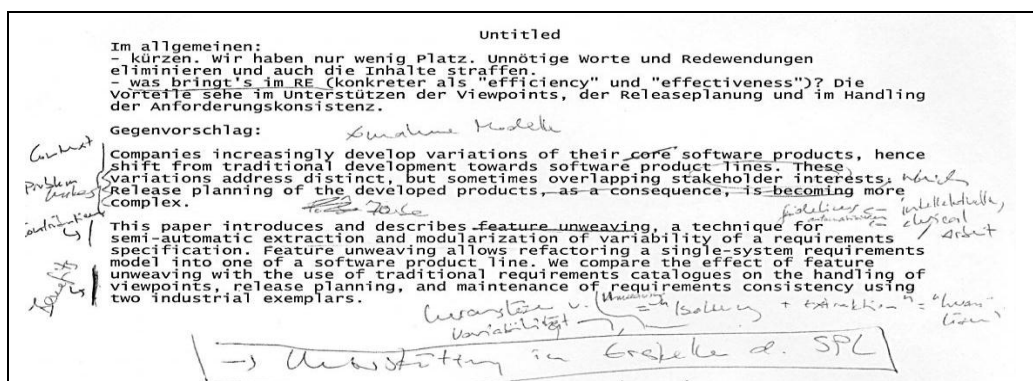 Untitled
Im allgemeinen:
- kürzen. Wir haben nur wenig Platz. Unnötige Worte und Redewendungen
eliminieren und auch die Inhalte straffen.
- was bringt's im RE (konkreter als "efficiency" und "effectiveness")? Die
Vorteile sehe im Unterstützen der Viewpoints, der Releaseplanung und im Handling
der Anforderungskonsistenz.
Gegenvorschlag:
Modelle
Context
Companies increasingly develop variations of their core software products, hence
shift from traditional development towards software product lines. These
variations address distinct, but sometimes overlapping stakeholder interests. which
Problem
Release planning of the developed products, as a consequence, is becoming more
complex.
Arbeit
This paper introduces and describes feature unweaving, a technique for
semi-automatic extraction and modularization of variability of a requirements
specification. Feature unweaving allows refactoring a single-system requirements
model into one of a software product line. We compare the effect of feature
unweaving with the use of traditional requirements catalogues on the handling of
viewpoints, release planning, and maintenance of requirements consistency using
two industrial exemplars.
Variabilität
+ Extraktion
→ Unterstützung im Erstellen d. SPL